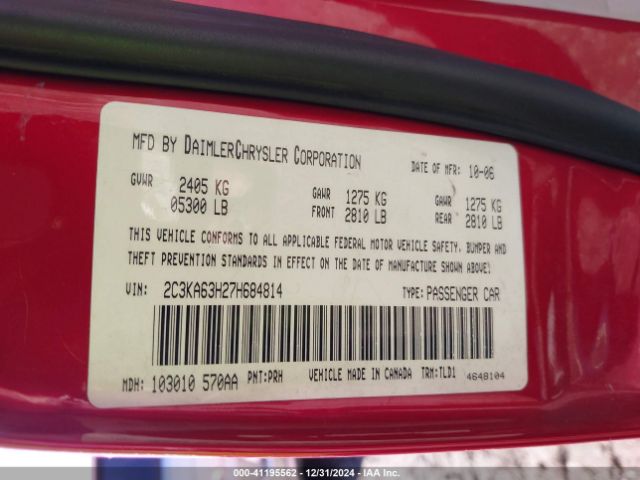 MFD BY DAIMLERCHRYSLER CORPORATION DATE OF MFR: 10-06
GVWR 2405 KG GAWR 1275 KG GAWR 1275 KG
05300 LB FRONT 2810 LB REAR 2810 LB
THIS VEHICLE CONFORMS TO ALL APPLICABLE FEDERAL MOTOR VEHICLE SAFETY, BUMPER AND
THEFT PREVENTION STANDARDS IN EFFECT ON THE DATE OF MANUFACTURE SHOWN ABOVE:
VIN: 2C3KA63H27H684814 TYPE: PASSENGER CAR
MDH: 103010 570AA PNT:PRH VEHICLE MADE IN CANADA TRM:TLD1 4648104
000-41195562 - 12/31/2024 - IAAI.COM